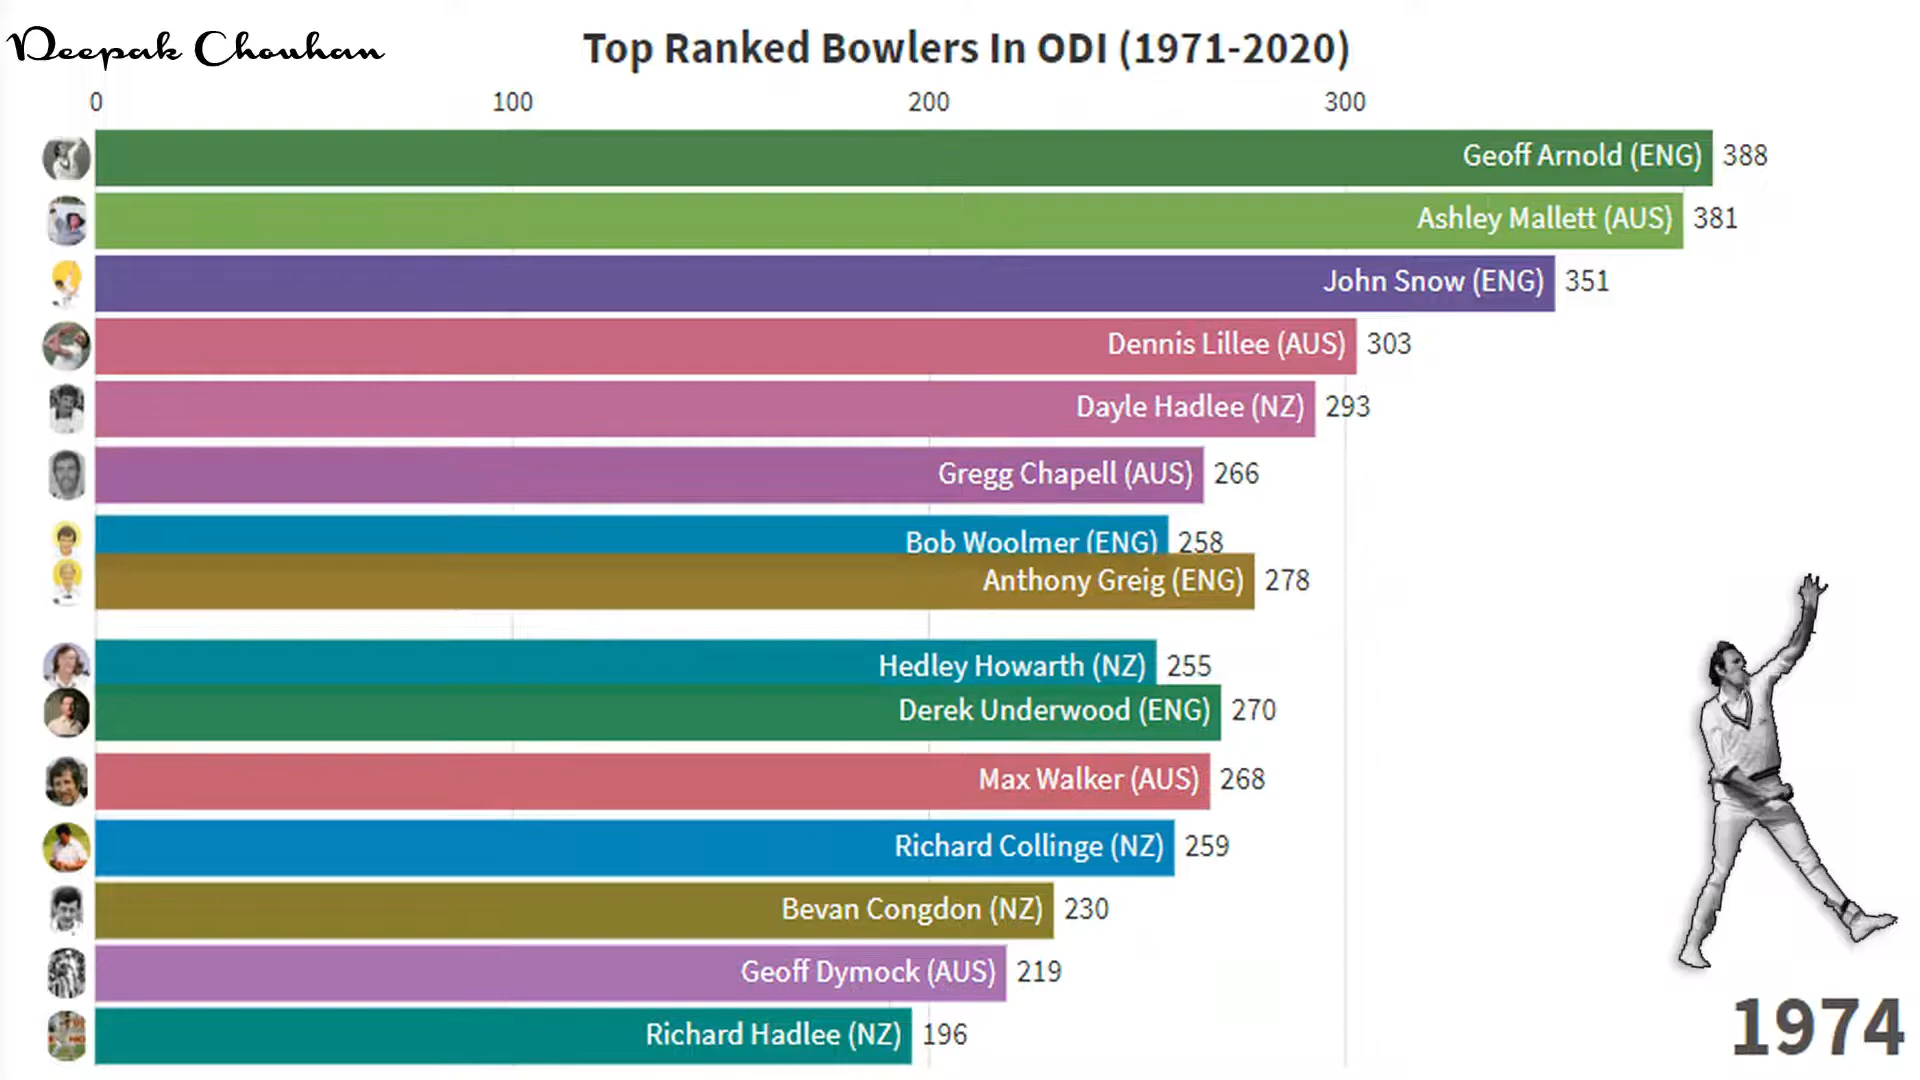 Deepak Chouhan
Top Ranked Bowlers In ODI (1971-2020)
0 100 200 300
Geoff Arnold (ENG) 388
Ashley Mallett (AUS) 381
John Snow (ENG) 351
Dennis Lillee (AUS) 303
Dayle Hadlee (NZ) 293
Gregg Chapell (AUS) 266
Bob Woolmer (ENG) 258
Anthony Greig (ENG) 278
Hedley Howarth (NZ) 255
Derek Underwood (ENG) 270
Max Walker (AUS) 268
Richard Collinge (NZ) 259
Bevan Congdon (NZ) 230
Geoff Dymock (AUS) 219
Richard Hadlee (NZ) 196
1974